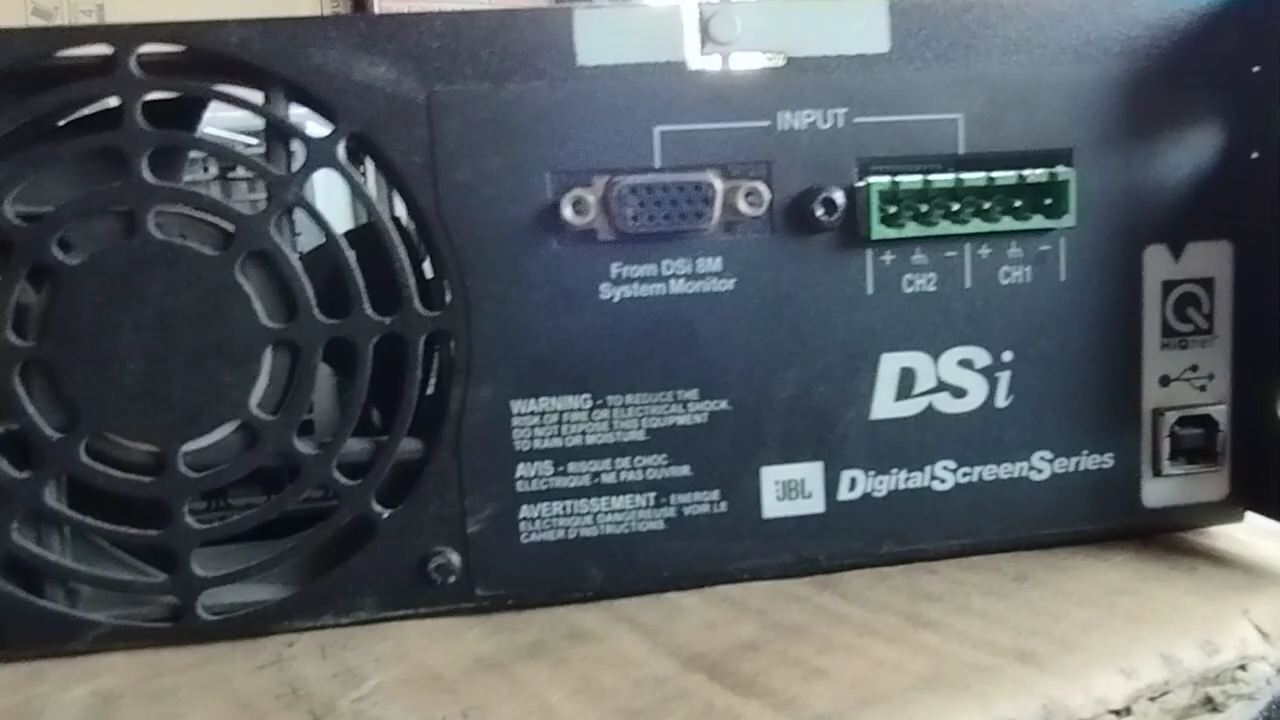 4
INPUT
From DSi 8M
System Monitor
+ - + -
CH2 CH1
HiQnet
DSi
WARNING - TO REDUCE THE
RISK OF FIRE OR ELECTRICAL SHOCK,
DO NOT EXPOSE THIS EQUIPMENT
TO RAIN OR MOISTURE.
AVIS - RISQUE DE CHOC
ELECTRIQUE - NE PAS OUVRIR.
AVERTISSEMENT - ENERGIE
ELECTRIQUE DANGEREUSE VOIR LE
CAHIER D'INSTRUCTIONS.
JBL DigitalScreenSeries